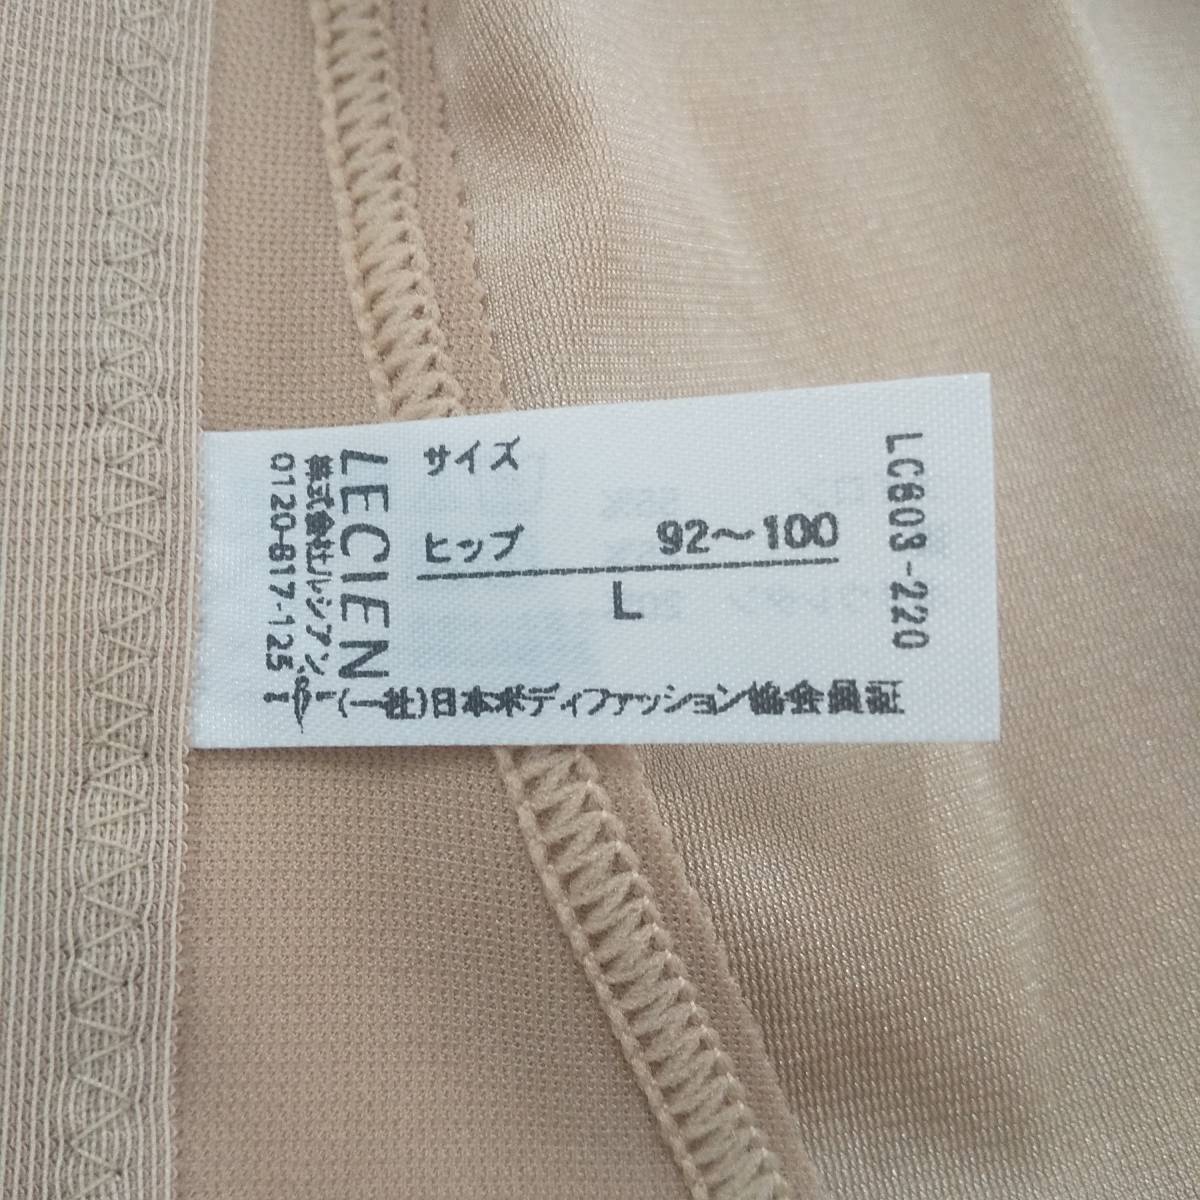 サイズ
ヒップ 92～100
L
LC603-220
LECIEN
株式会社ルシアン
0120-817-125
(一社)日本ボディファッション協会員証